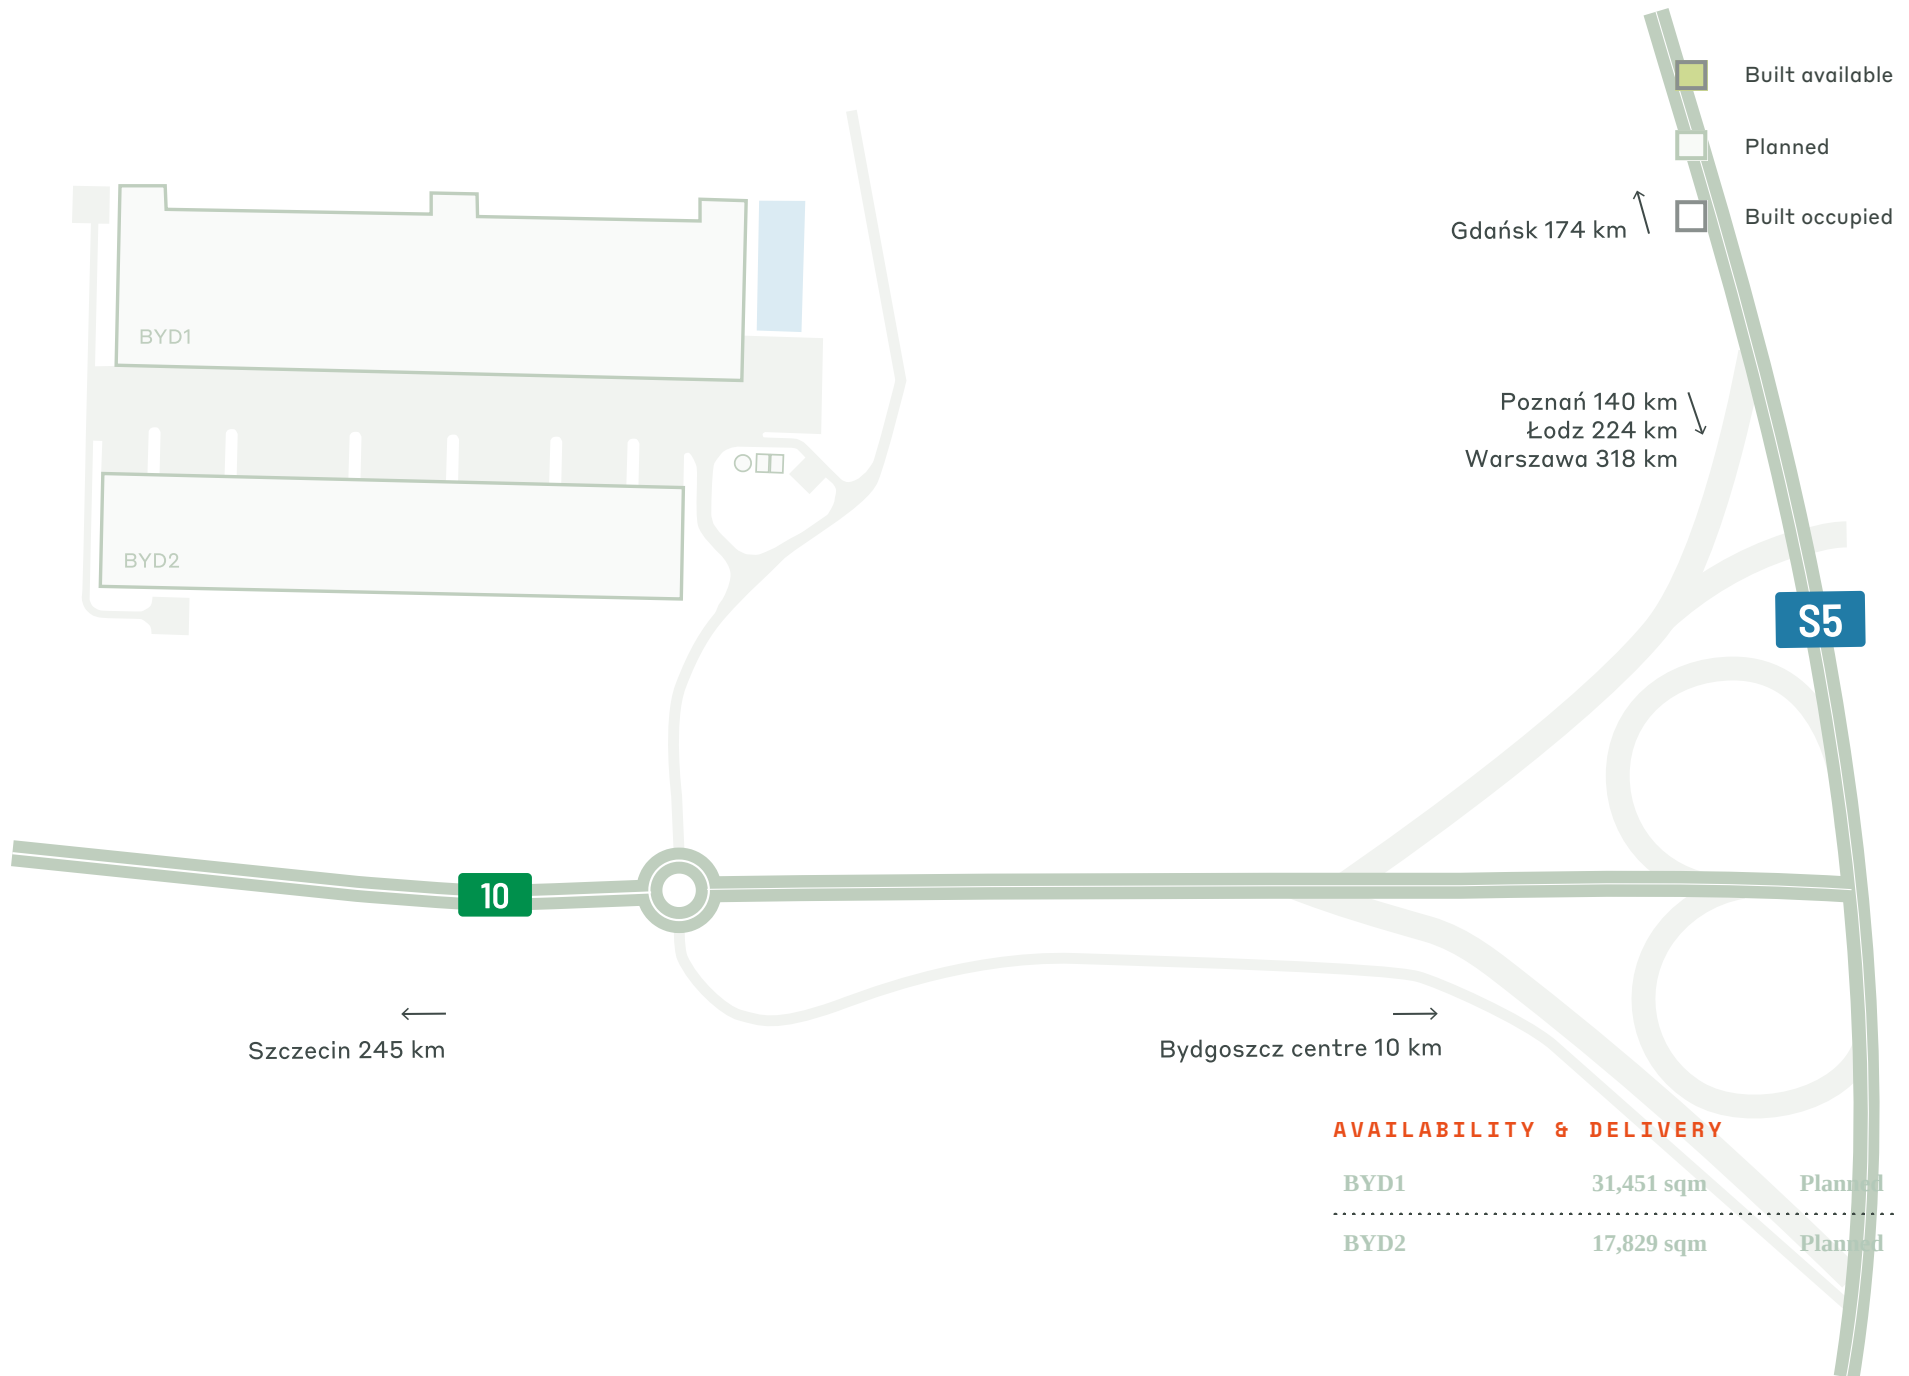 Built available
Planned
Built occupied
Gdańsk 174 km
BYD1
Poznań 140 km
Łodz 224 km
Warszawa 318 km
BYD2
S5
10
Szczecin 245 km
Bydgoszcz centre 10 km
AVAILABILITY & DELIVERY
BYD1 31,451 sqm Planned
BYD2 17,829 sqm Planned